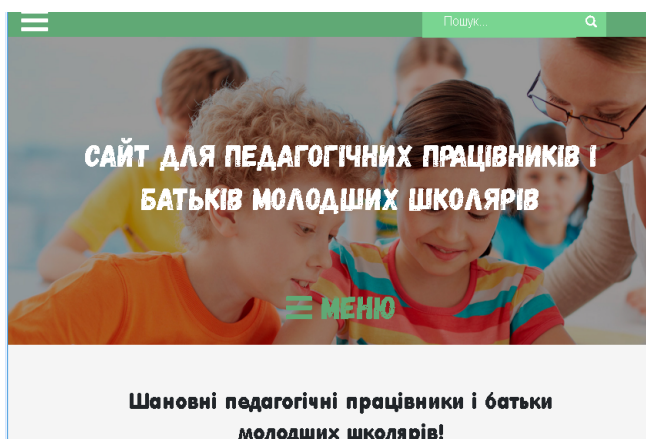 Пошук...
САЙТ ДЛЯ ПЕДАГОГІЧНИХ ПРАЦІВНИКІВ І
БАТЬКІВ МОЛОДШИХ ШКОЛЯРІВ
МЕНЮ
Шановні педагогічні працівники і батьки
молодших школярів!